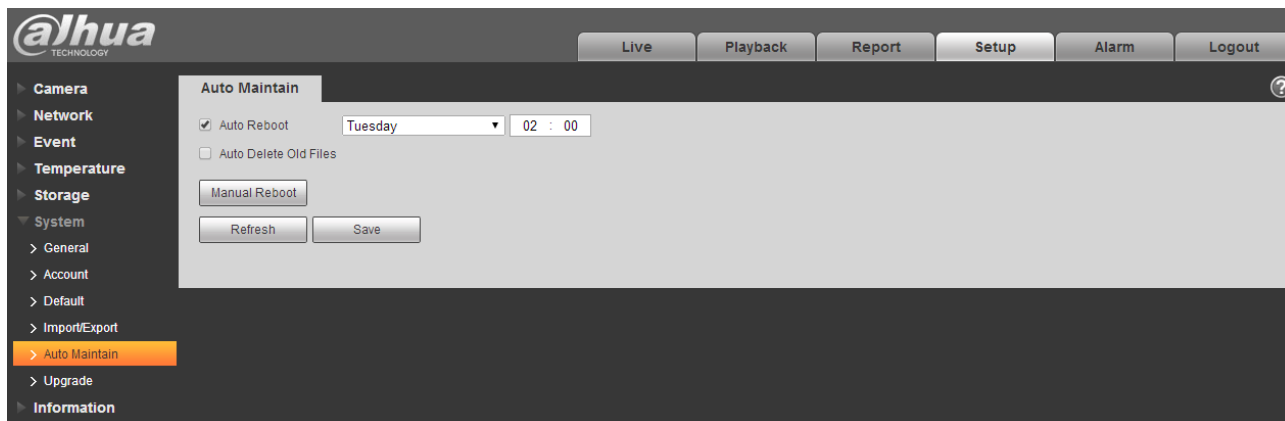 alhua
TECHNOLOGY
Live Playback Report Setup Alarm Logout
Camera
Network
Event
Temperature
Storage
System
General
Account
Default
Import/Export
Auto Maintain
Upgrade
Information
Auto Maintain
?
Auto Reboot Tuesday 02 : 00
Auto Delete Old Files
Manual Reboot
Refresh Save